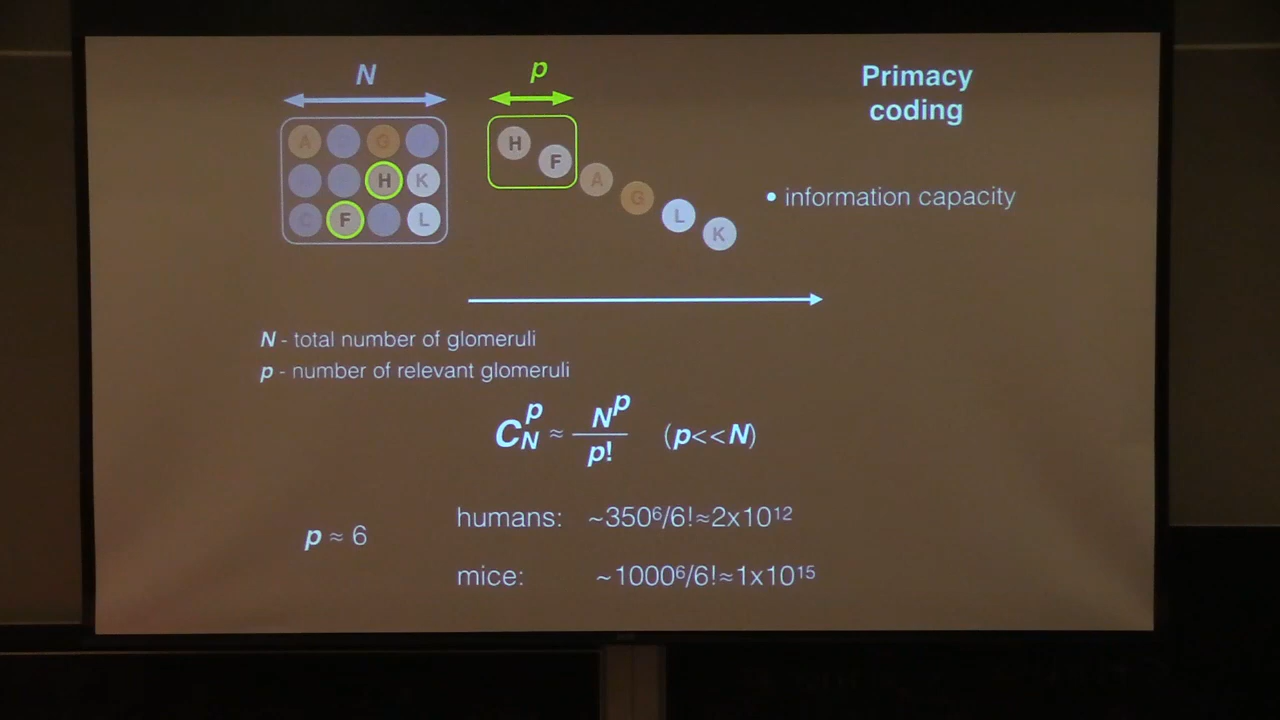 N
p
Primacy
coding
A G
H K
C F L
H F A G L K
• information capacity
N - total number of glomeruli
p - number of relevant glomeruli
C_N^p ≈ N^p / p! (p<<N)
p ≈ 6
humans: ~350⁶/6!≈2x10¹²
mice: ~1000⁶/6!≈1x10¹⁵